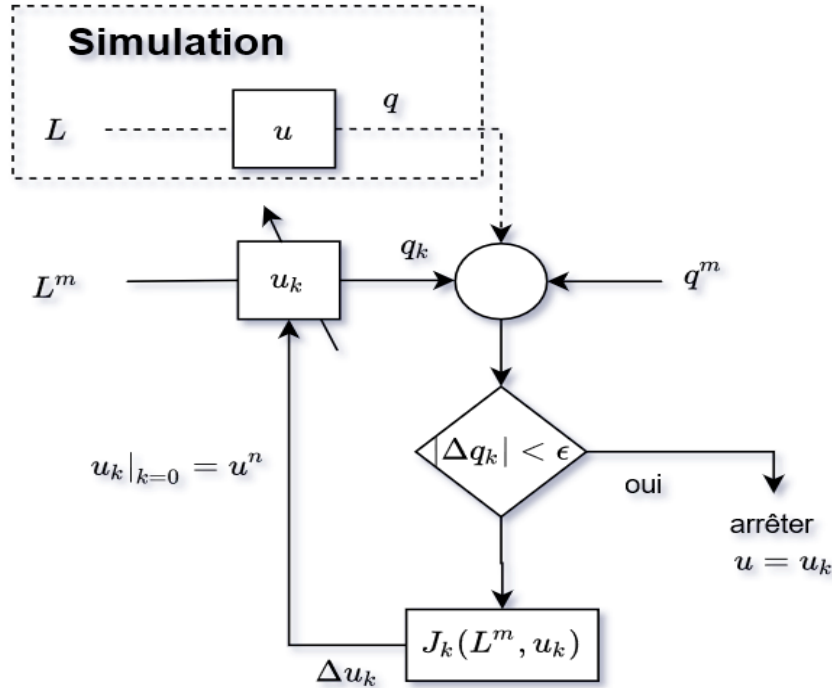 Simulation
L
u
q
L^m
u_k
q_k
q^m
|Δq_k| < ϵ
u_k|_{k=0} = u^n
oui
arrêter
u = u_k
J_k(L^m, u_k)
Δu_k